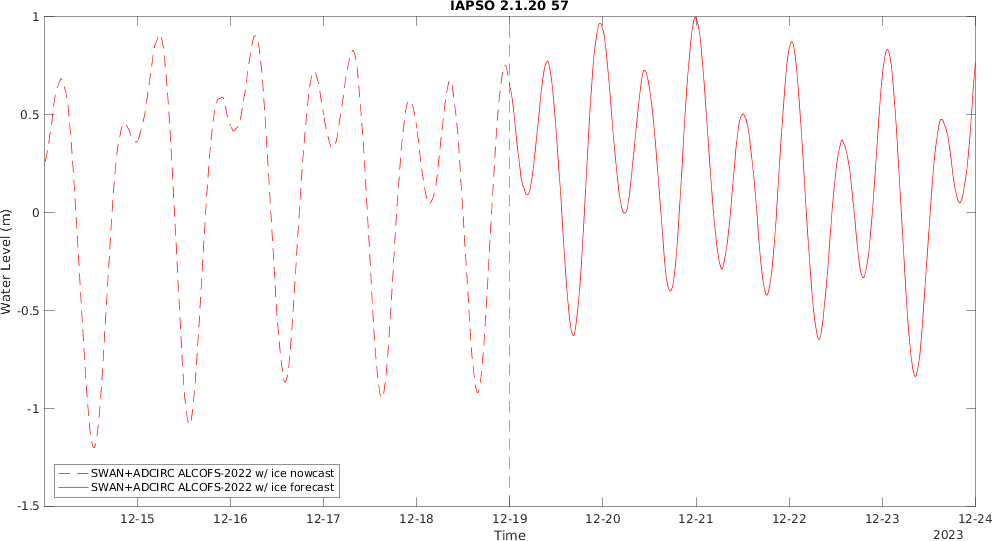 IAPSO 2.1.20 57
1
0.5
0
-0.5
-1
-1.5
Water Level (m)
SWAN+ADCIRC ALCOFS-2022 w/ ice nowcast
SWAN+ADCIRC ALCOFS-2022 w/ ice forecast
12-15 12-16 12-17 12-18 12-19 12-20 12-21 12-22 12-23 12-24
Time
2023